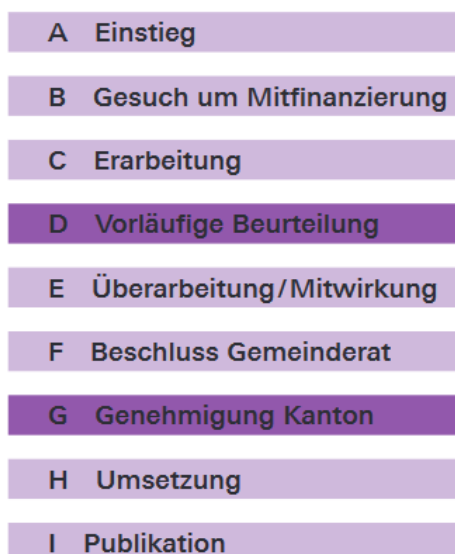 A Einstieg
B Gesuch um Mitfinanzierung
C Erarbeitung
D Vorläufige Beurteilung
E Überarbeitung/Mitwirkung
F Beschluss Gemeinderat
G Genehmigung Kanton
H Umsetzung
I Publikation